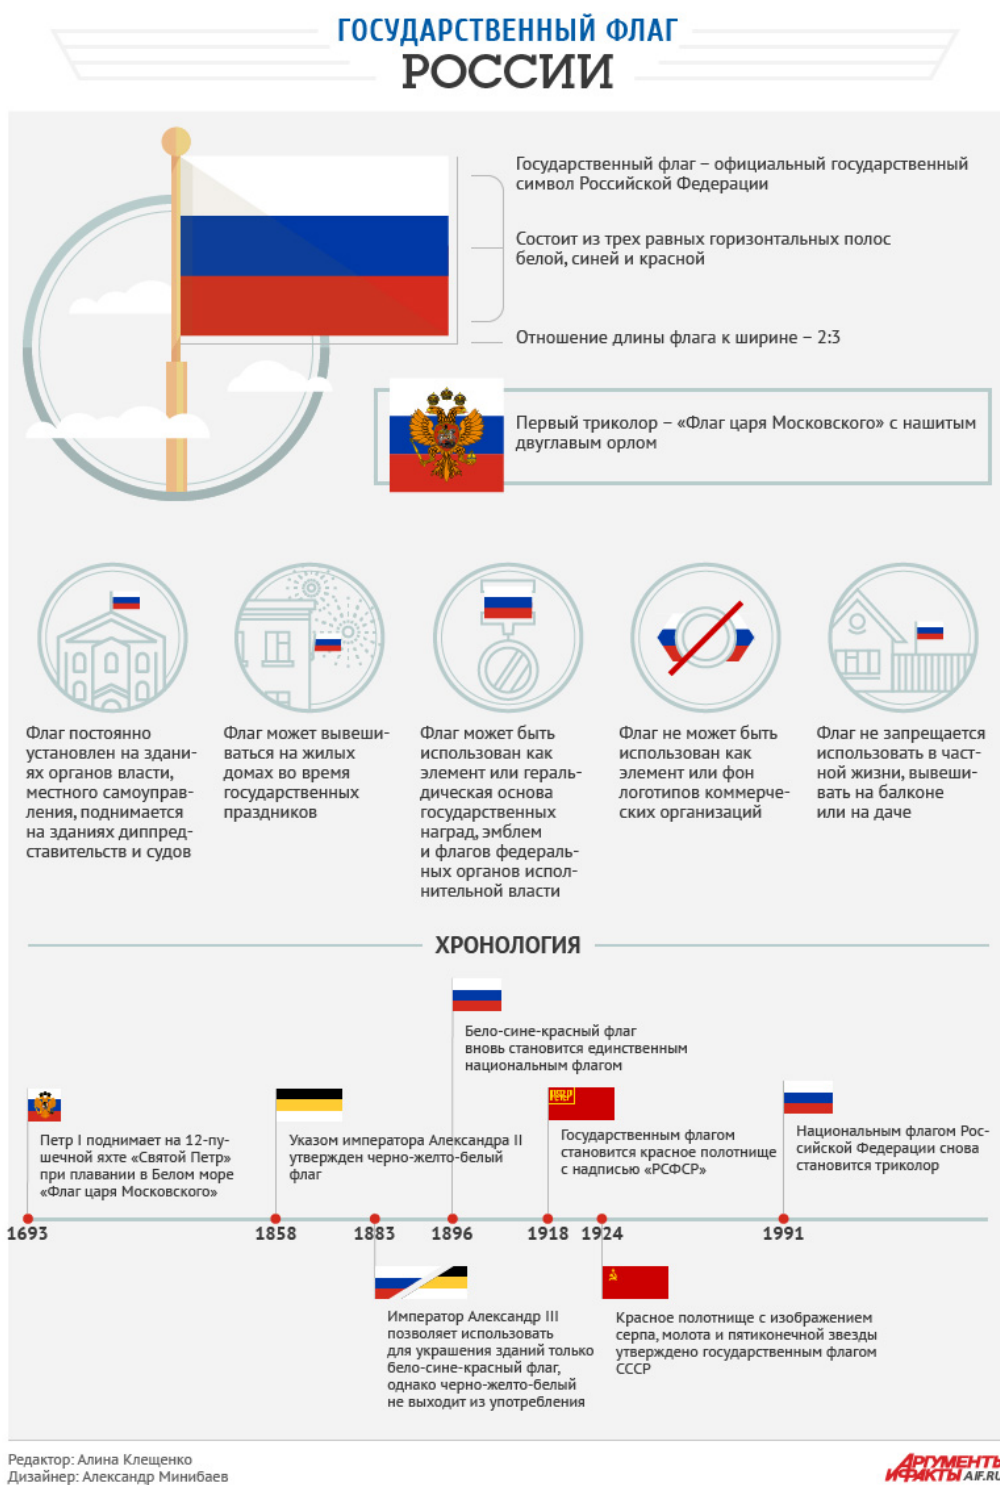 ГОСУДАРСТВЕННЫЙ ФЛАГ
РОССИИ
Государственный флаг – официальный государственный
символ Российской Федерации
Состоит из трех равных горизонтальных полос
белой, синей и красной
Отношение длины флага к ширине – 2:3
Первый триколор – «Флаг царя Московского» с нашитым
двуглавым орлом
Флаг постоянно
установлен на здани-
ях органов власти,
местного самоуправ-
ления, поднимается
на зданиях диппред-
ставительств и судов
Флаг может вывеши-
ваться на жилых
домах во время
государственных
праздников
Флаг может быть
использован как
элемент или гераль-
дическая основа
государственных
наград, эмблем
и флагов федераль-
ных органов испол-
нительной власти
Флаг не может быть
использован как
элемент или фон
логотипов коммерче-
ских организаций
Флаг не запрещается
использовать в част-
ной жизни, вывеши-
вать на балконе
или на даче
ХРОНОЛОГИЯ
Бело-сине-красный флаг
вновь становится единственным
национальным флагом
Петр I поднимает на 12-пу-
шечной яхте «Святой Петр»
при плавании в Белом море
«Флаг царя Московского»
Указом императора Александра II
утвержден черно-желто-белый
флаг
РСФСР
Государственным флагом
становится красное полотнище
с надписью «РСФСР»
Национальным флагом Рос-
сийской Федерации снова
становится триколор
1693 1858 1883 1896 1918 1924 1991
Император Александр III
позволяет использовать
для украшения зданий только
бело-сине-красный флаг,
однако черно-желто-белый
не выходит из употребления
Красное полотнище с изображением
серпа, молота и пятиконечной звезды
утверждено государственным флагом
СССР
Редактор: Алина Клещенко
Дизайнер: Александр Минибаев
АРГУМЕНТЫ
И ФАКТЫ AIF.RU